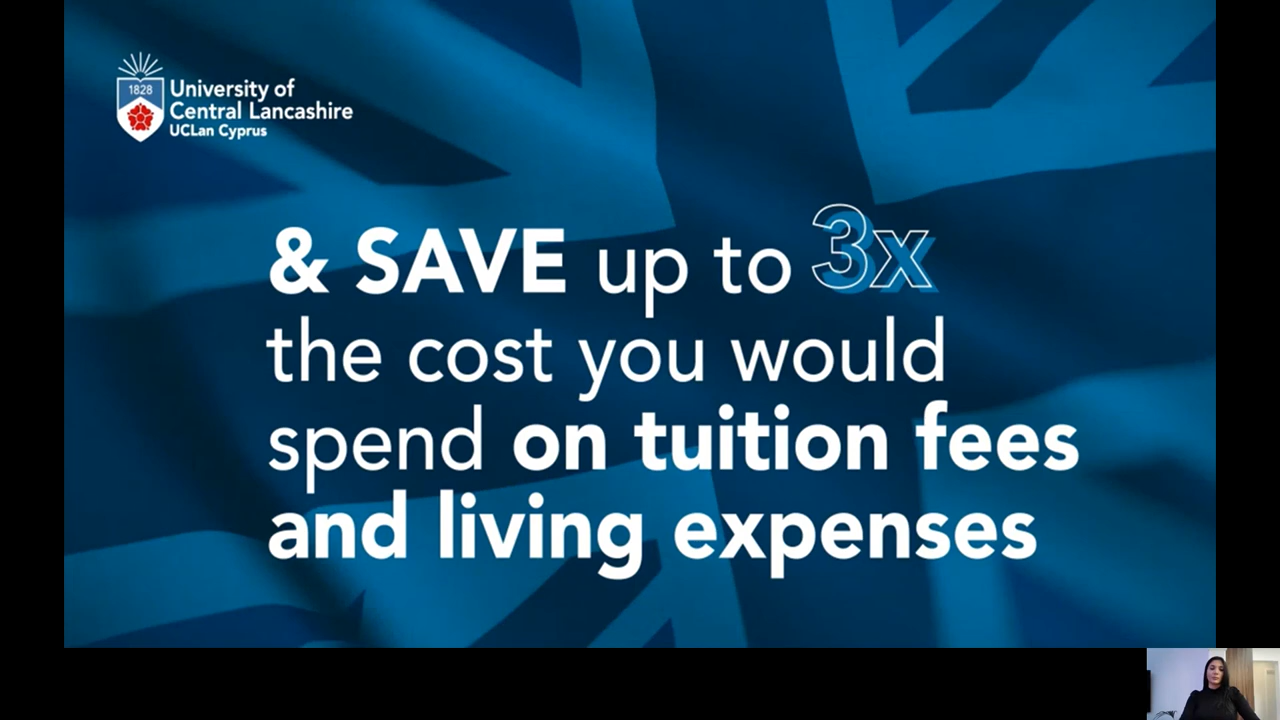 1828
University of
Central Lancashire
UCLan Cyprus
& SAVE up to 3x
the cost you would
spend on tuition fees
and living expenses